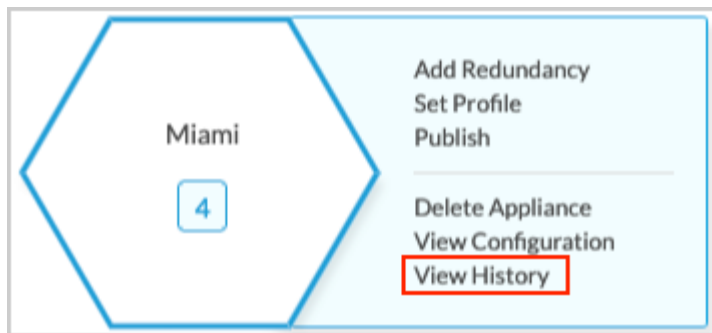 Miami
4
Add Redundancy
Set Profile
Publish
Delete Appliance
View Configuration
View History